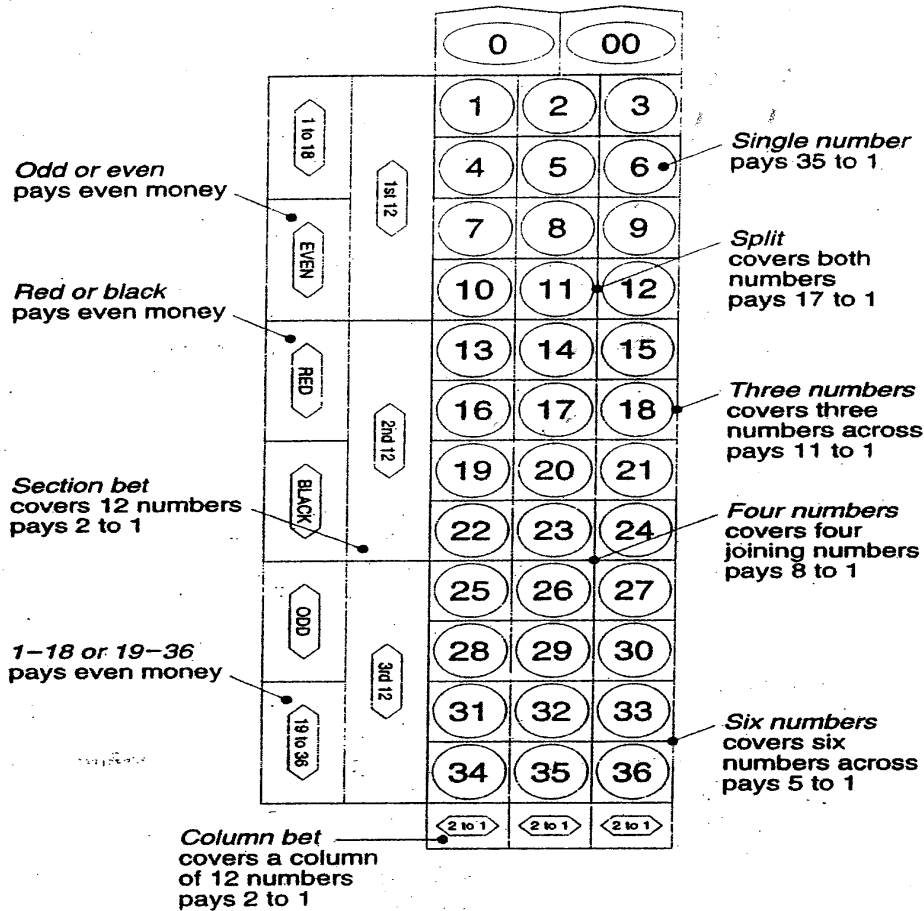 0 00
1 2 3
4 5 6
7 8 9
10 11 12
13 14 15
16 17 18
19 20 21
22 23 24
25 26 27
28 29 30
31 32 33
34 35 36
2 to 1 2 to 1 2 to 1
1st 12
2nd 12
3rd 12
1 to 18
EVEN
RED
BLACK
ODD
19 to 36
Odd or even
pays even money
Red or black
pays even money
Section bet
covers 12 numbers
pays 2 to 1
1–18 or 19–36
pays even money
Column bet
covers a column
of 12 numbers
pays 2 to 1
Single number
pays 35 to 1
Split
covers both
numbers
pays 17 to 1
Three numbers
covers three
numbers across
pays 11 to 1
Four numbers
covers four
joining numbers
pays 8 to 1
Six numbers
covers six
numbers across
pays 5 to 1